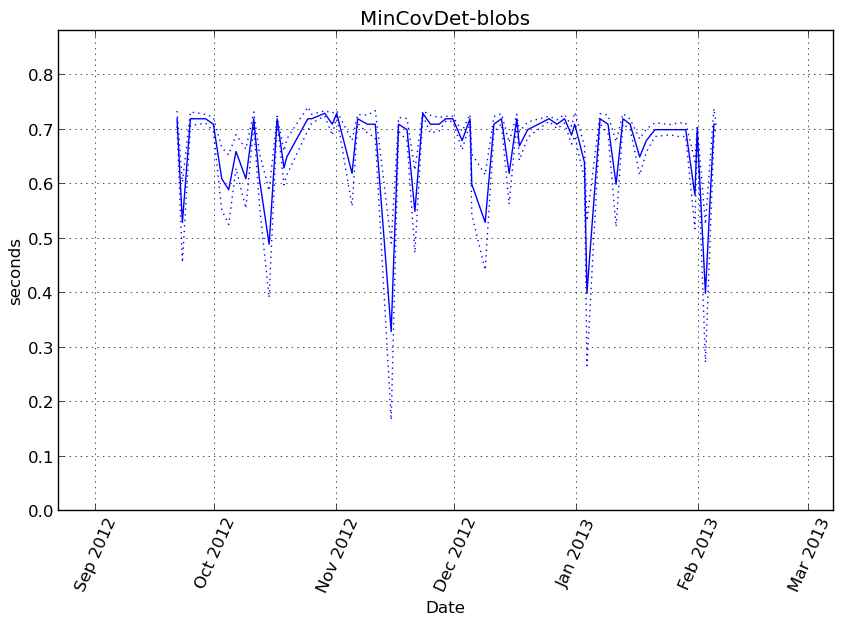 MinCovDet-blobs
0.8
0.7
0.6
0.5
0.4
0.3
0.2
0.1
0.0
seconds
Sep 2012
Oct 2012
Nov 2012
Dec 2012
Jan 2013
Feb 2013
Mar 2013
Date